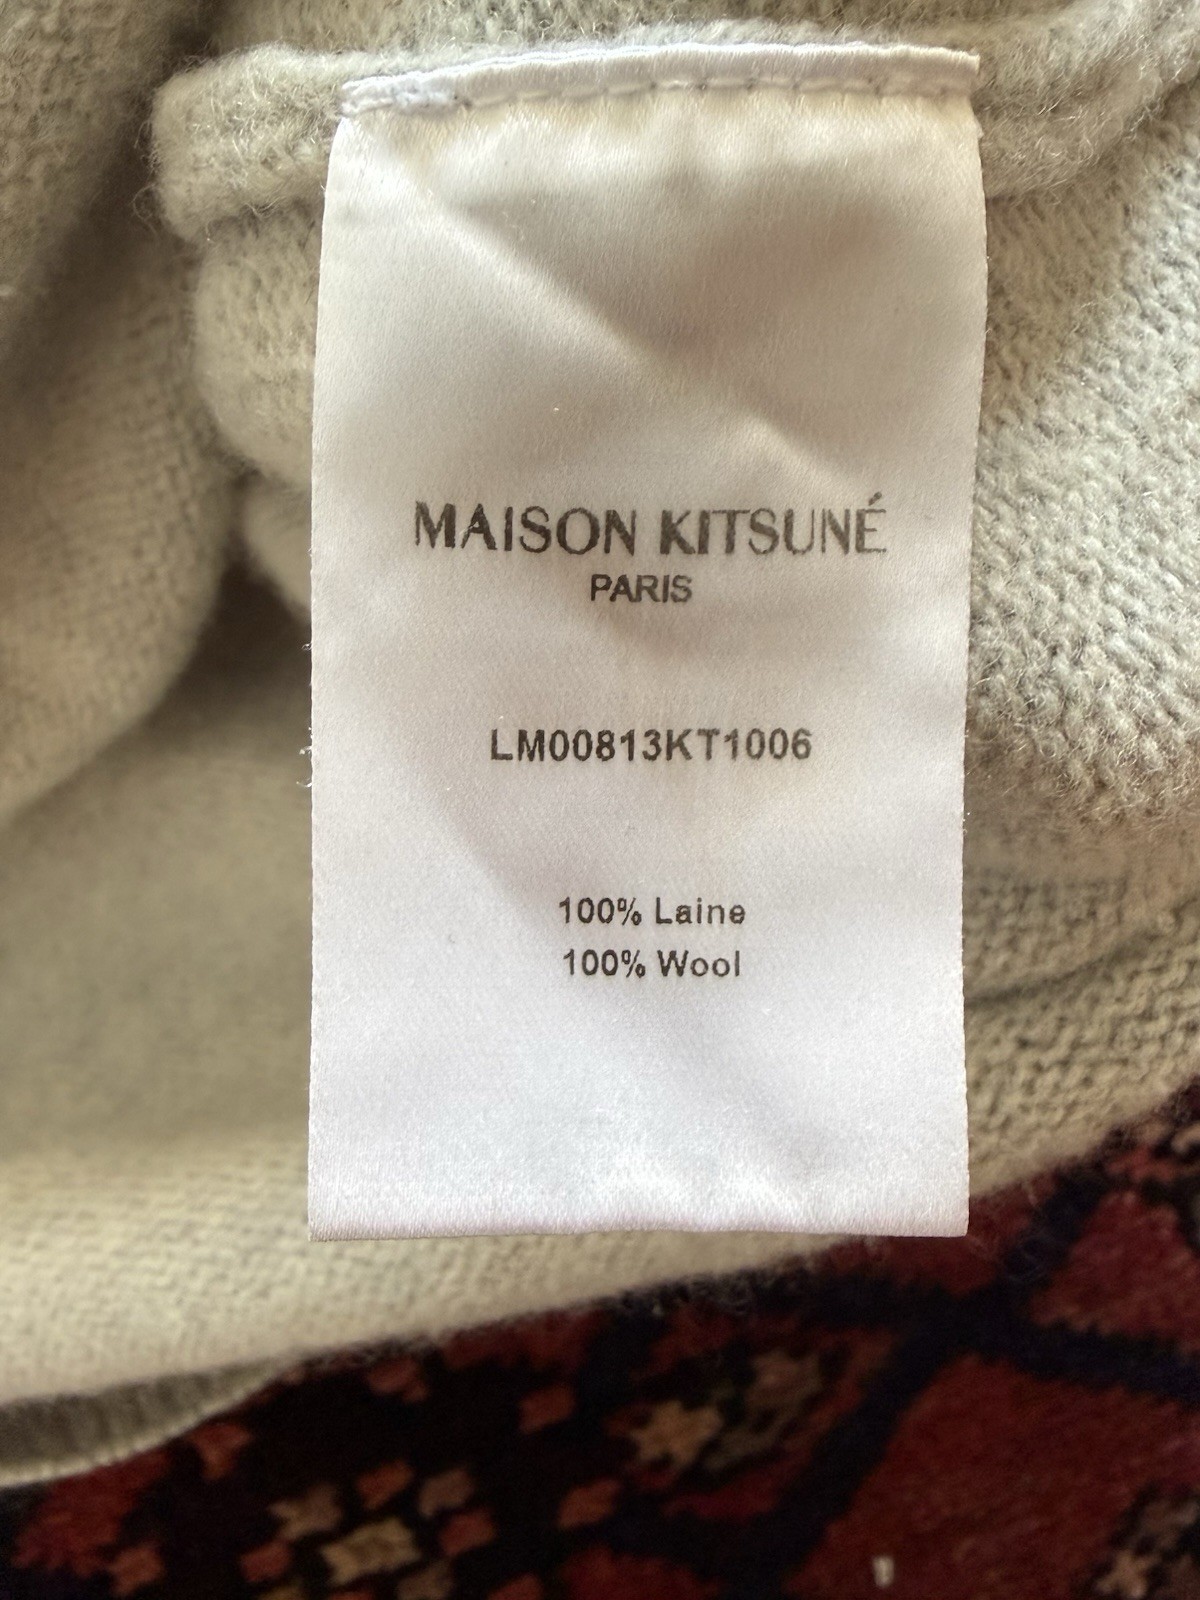 MAISON KITSUNÉ
PARIS
LM00813KT1006
100% Laine
100% Wool